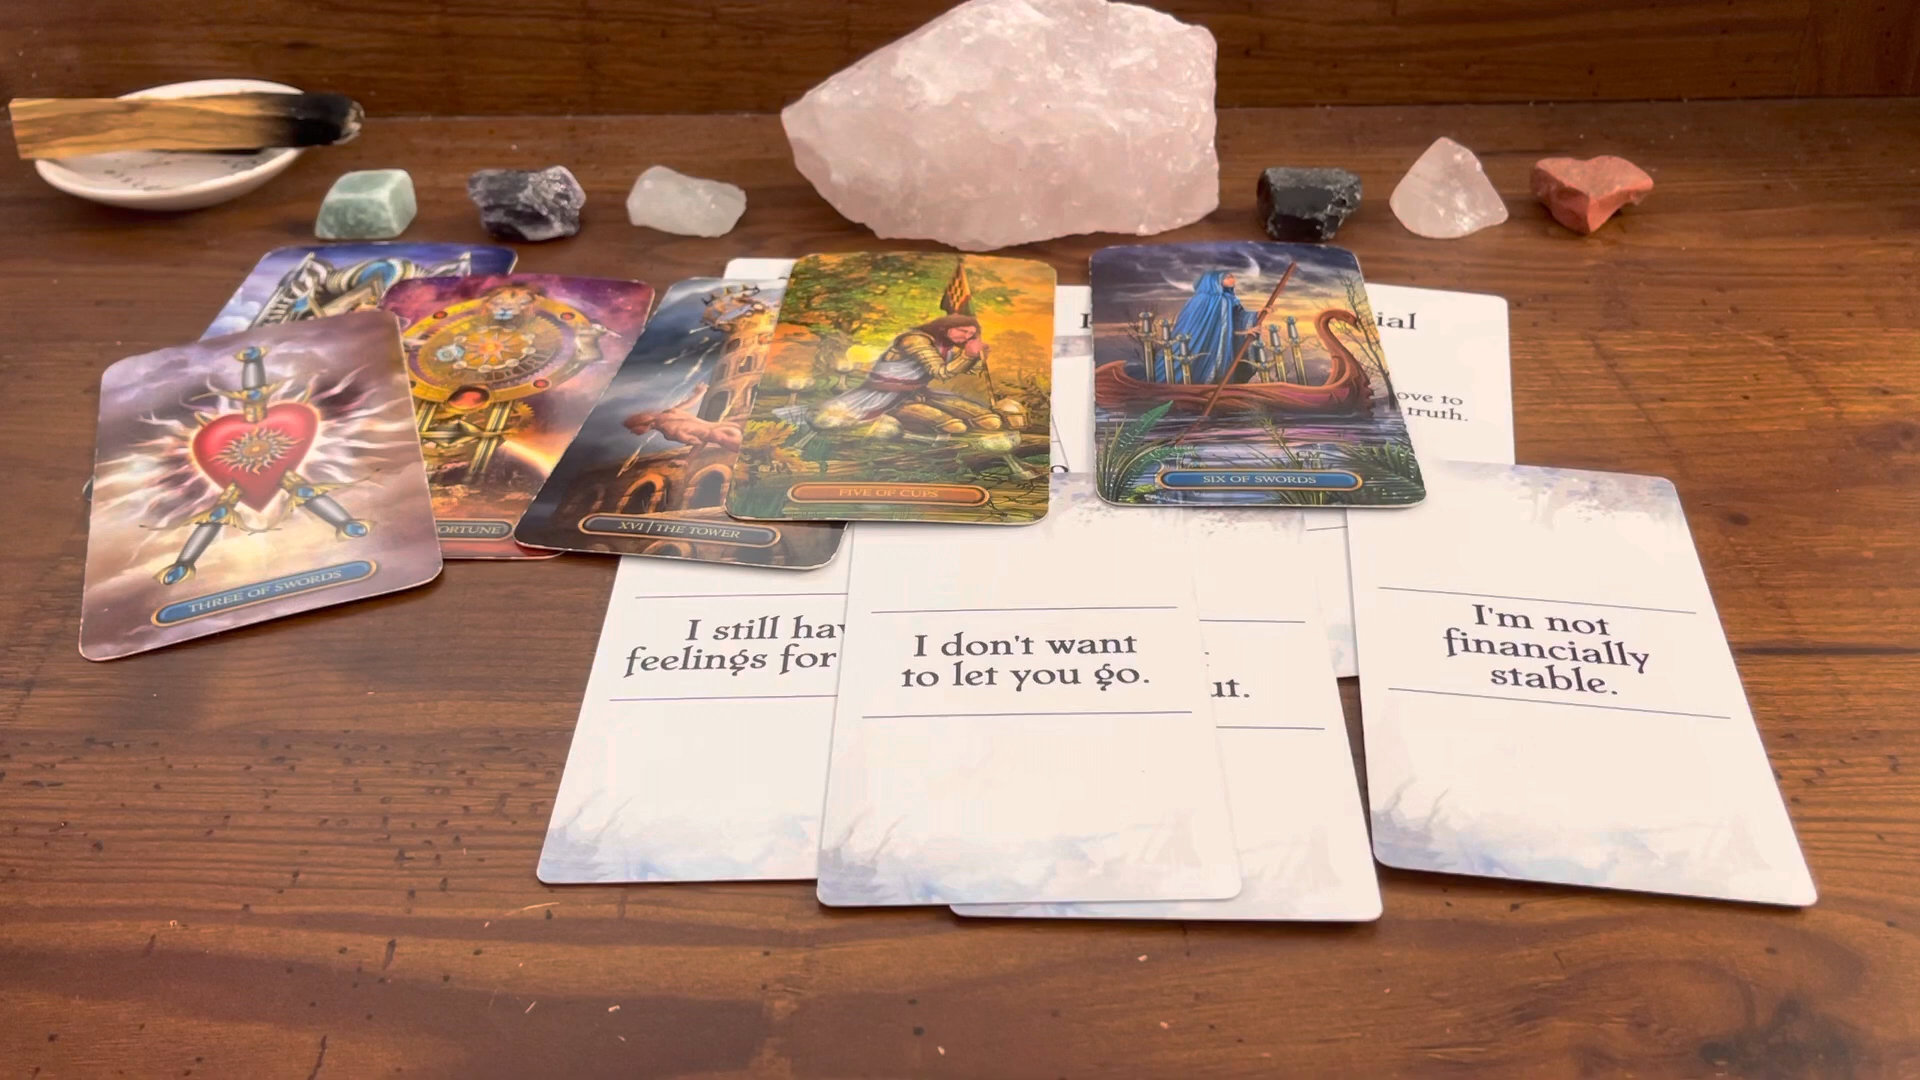 ial
ove to
truth.
SIX OF SWORDS
FIVE OF CUPS
ORTUNE
XVI | THE TOWER
THREE OF SWORDS
I still hav
feelings for
I don't want
to let you go.
ut.
I'm not
financially
stable.